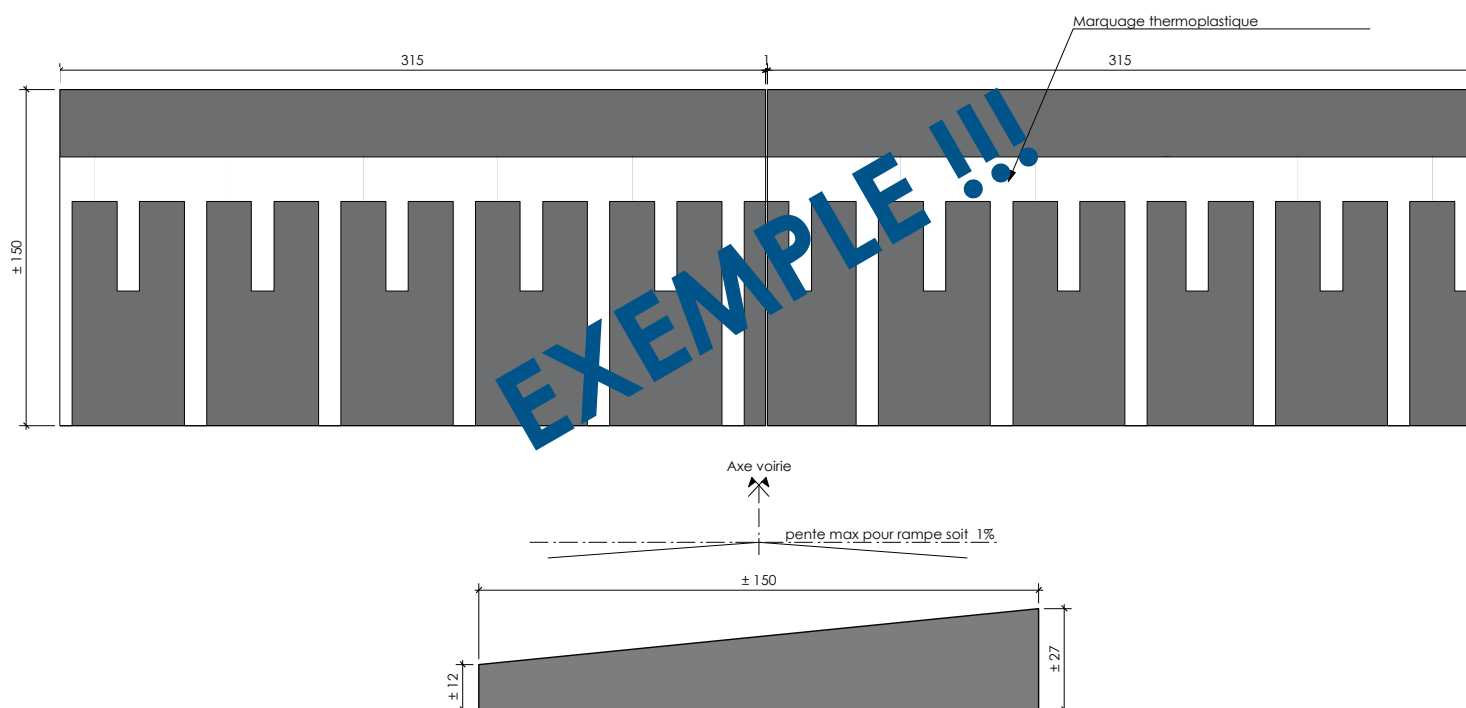 Marquage thermoplastique
315
1
315
± 150
EXEMPLE !!!
Axe voirie
pente max pour rampe soit 1%
± 150
± 12
± 27